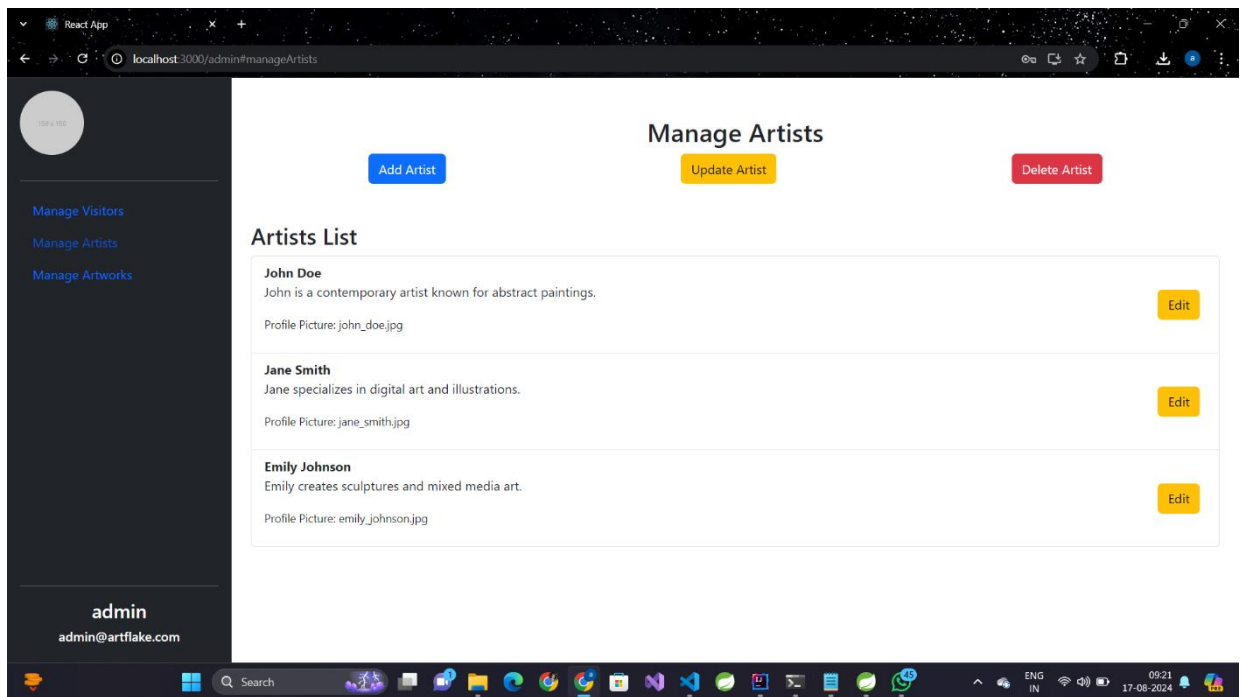 React App
localhost:3000/admin#manageArtists
150 x 150
Manage Visitors
Manage Artists
Manage Artworks
admin
admin@artflake.com
Manage Artists
Add Artist
Update Artist
Delete Artist
Artists List
John Doe
John is a contemporary artist known for abstract paintings.
Profile Picture: john_doe.jpg
Edit
Jane Smith
Jane specializes in digital art and illustrations.
Profile Picture: jane_smith.jpg
Edit
Emily Johnson
Emily creates sculptures and mixed media art.
Profile Picture: emily_johnson.jpg
Edit
Search
45
ENG
IN
09:21
17-08-2024